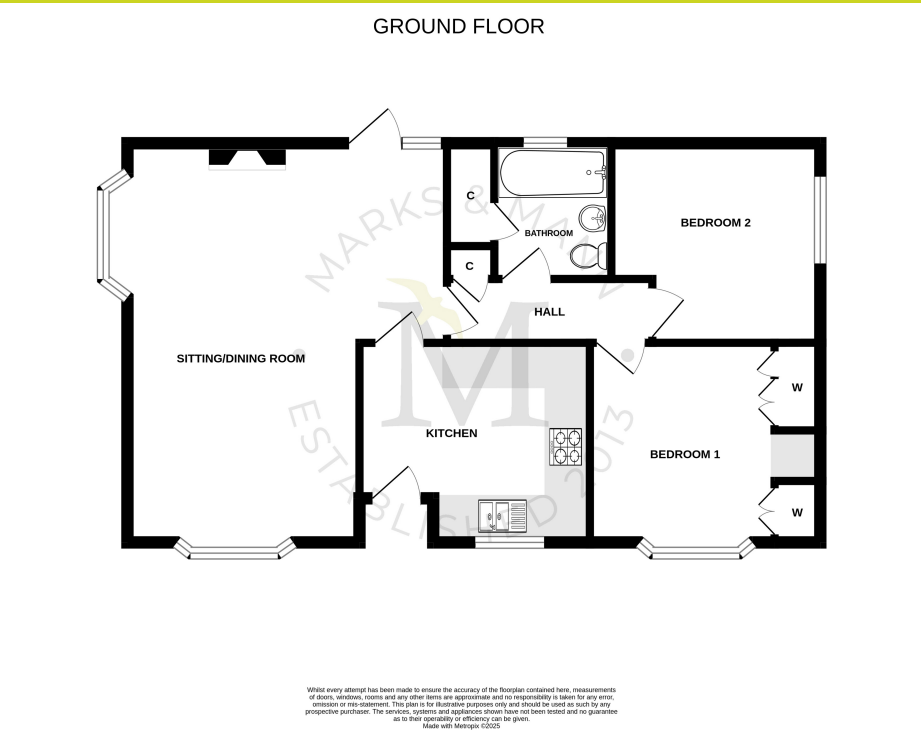 GROUND FLOOR
C
BATHROOM
BEDROOM 2
C
HALL
SITTING/DINING ROOM
KITCHEN
BEDROOM 1
W
W
MARKS & MANN
M
ESTABLISHED 2013
Whilst every attempt has been made to ensure the accuracy of the floorplan contained here, measurements
of doors, windows, rooms and any other items are approximate and no responsibility is taken for any error,
omission or mis-statement. This plan is for illustrative purposes only and should be used as such by any
prospective purchaser. The services, systems and appliances shown have not been tested and no guarantee
as to their operability or efficiency can be given.
Made with Metropix ©2025